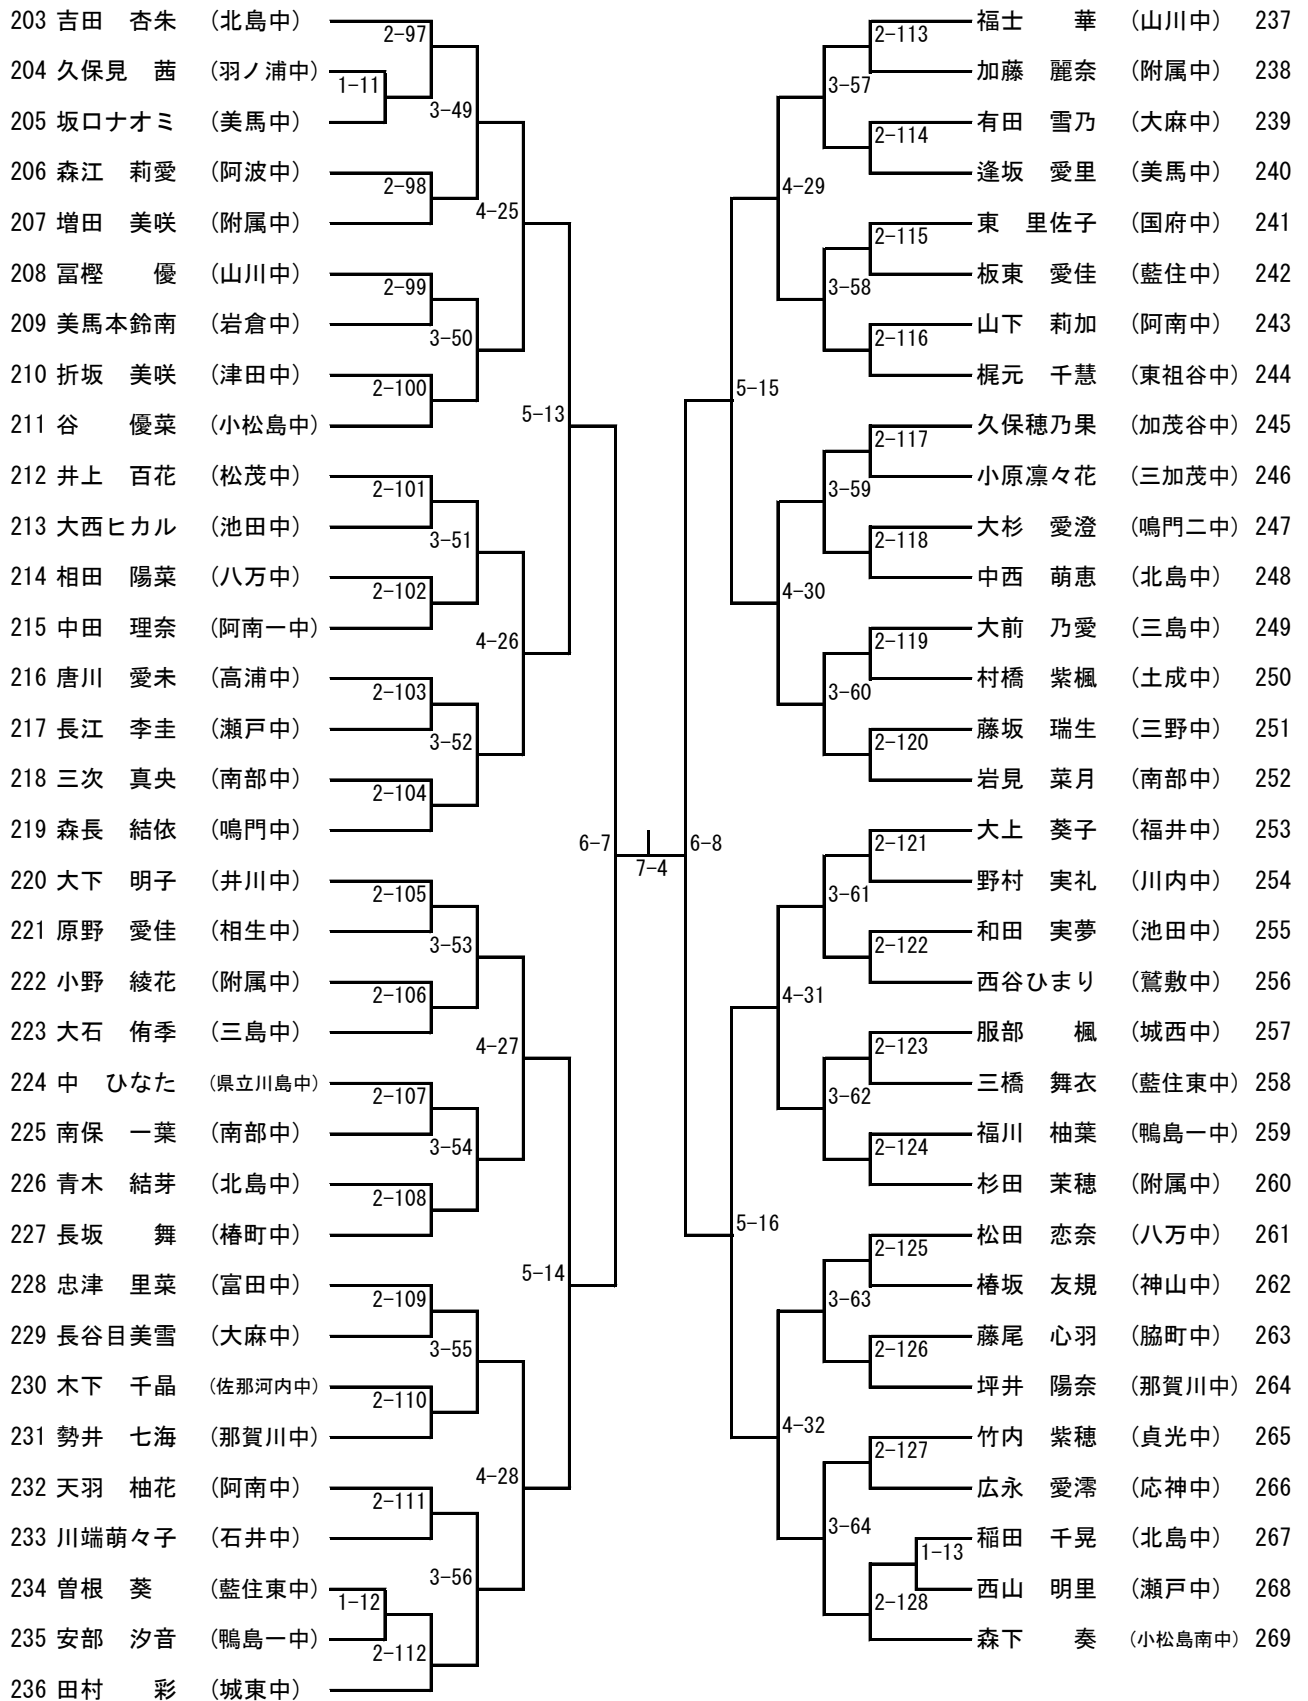 203 吉田　杏朱 （北島中）
204 久保見　茜 （羽ノ浦中）
205 坂口ナオミ （美馬中）
206 森江　莉愛 （阿波中）
207 増田　美咲 （附属中）
208 冨樫　　優 （山川中）
209 美馬本鈴南 （岩倉中）
210 折坂　美咲 （津田中）
211 谷　　優菜 （小松島中）
212 井上　百花 （松茂中）
213 大西ヒカル （池田中）
214 相田　陽菜 （八万中）
215 中田　理奈 （阿南一中）
216 唐川　愛未 （高浦中）
217 長江　李圭 （瀬戸中）
218 三次　真央 （南部中）
219 森長　結依 （鳴門中）
220 大下　明子 （井川中）
221 原野　愛佳 （相生中）
222 小野　綾花 （附属中）
223 大石　侑季 （三島中）
224 中　ひなた （県立川島中）
225 南保　一葉 （南部中）
226 青木　結芽 （北島中）
227 長坂　　舞 （椿町中）
228 忠津　里菜 （富田中）
229 長谷目美雪 （大麻中）
230 木下　千晶 （佐那河内中）
231 勢井　七海 （那賀川中）
232 天羽　柚花 （阿南中）
233 川端萌々子 （石井中）
234 曽根　葵 （藍住東中）
235 安部　汐音 （鴨島一中）
236 田村　　彩 （城東中）
1-11
1-12
2-97
2-98
2-99
2-100
2-101
2-102
2-103
2-104
2-105
2-106
2-107
2-108
2-109
2-110
2-111
2-112
3-49
3-50
3-51
3-52
3-53
3-54
3-55
3-56
4-25
4-26
4-27
4-28
5-13
5-14
6-7
7-4
6-8
5-15
5-16
4-29
4-30
4-31
4-32
3-57
3-58
3-59
3-60
3-61
3-62
3-63
3-64
2-113
2-114
2-115
2-116
2-117
2-118
2-119
2-120
2-121
2-122
2-123
2-124
2-125
2-126
2-127
2-128
1-13
福士　　華 （山川中） 237
加藤　麗奈 （附属中） 238
有田　雪乃 （大麻中） 239
逢坂　愛里 （美馬中） 240
東　里佐子 （国府中） 241
板東　愛佳 （藍住中） 242
山下　莉加 （阿南中） 243
梶元　千慧 （東祖谷中） 244
久保穂乃果 （加茂谷中） 245
小原凛々花 （三加茂中） 246
大杉　愛澄 （鳴門二中） 247
中西　萌恵 （北島中） 248
大前　乃愛 （三島中） 249
村橋　紫楓 （土成中） 250
藤坂　瑞生 （三野中） 251
岩見　菜月 （南部中） 252
大上　葵子 （福井中） 253
野村　実礼 （川内中） 254
和田　実夢 （池田中） 255
西谷ひまり （鷲敷中） 256
服部　　楓 （城西中） 257
三橋　舞衣 （藍住東中） 258
福川　柚葉 （鴨島一中） 259
杉田　茉穂 （附属中） 260
松田　恋奈 （八万中） 261
椿坂　友規 （神山中） 262
藤尾　心羽 （脇町中） 263
坪井　陽奈 （那賀川中） 264
竹内　紫穂 （貞光中） 265
広永　愛澪 （応神中） 266
稲田　千晃 （北島中） 267
西山　明里 （瀬戸中） 268
森下　　奏 （小松島南中） 269